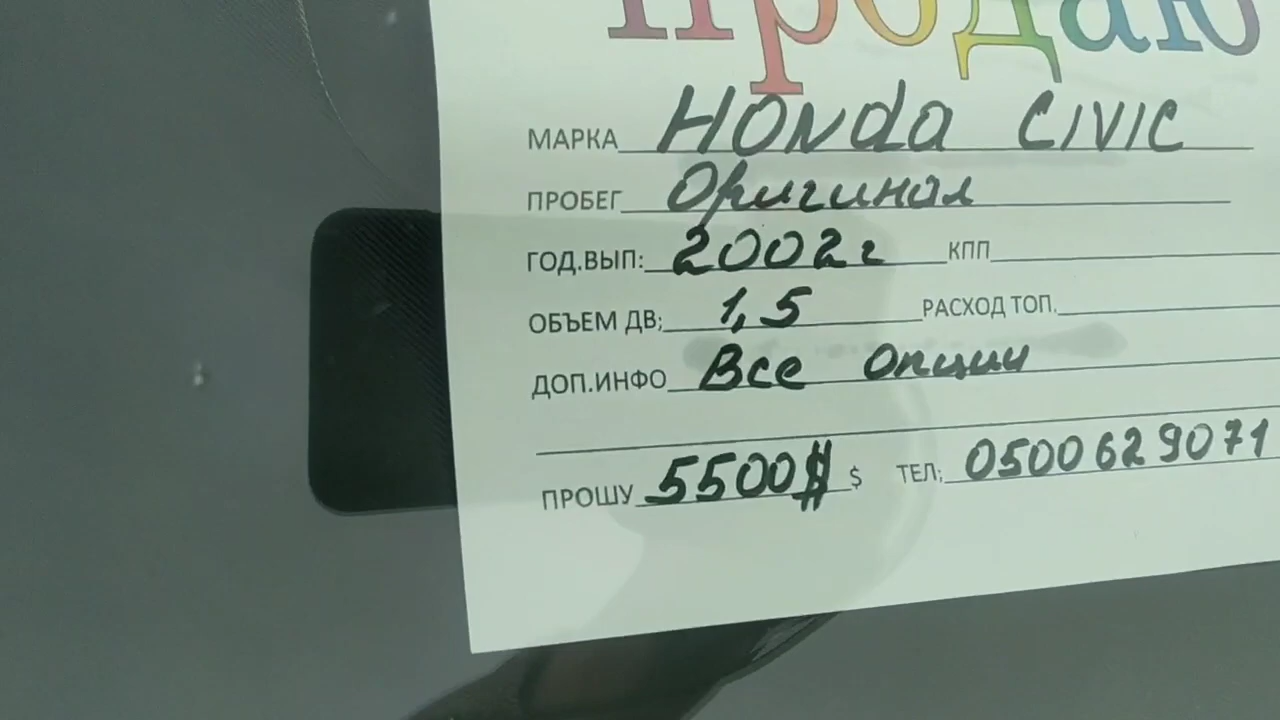 Продаю
МАРКА HONda CIVIC
ПРОБЕГ Оригинал
ГОД.ВЫП: 2002г КПП
ОБЪЕМ ДВ; 1,5 РАСХОД ТОП.
ДОП.ИНФО Все опции
ПРОШУ 5500$ $ ТЕЛ; 0500629071